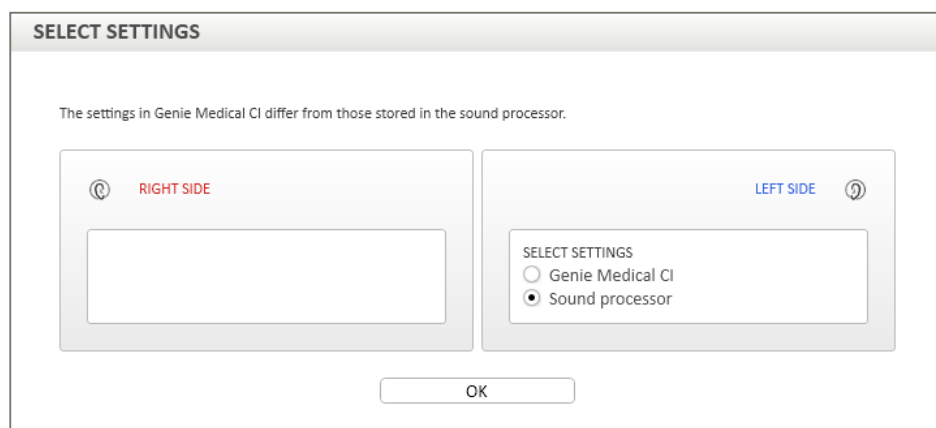 SELECT SETTINGS
The settings in Genie Medical CI differ from those stored in the sound processor.
RIGHT SIDE
LEFT SIDE
SELECT SETTINGS
Genie Medical CI
Sound processor
OK